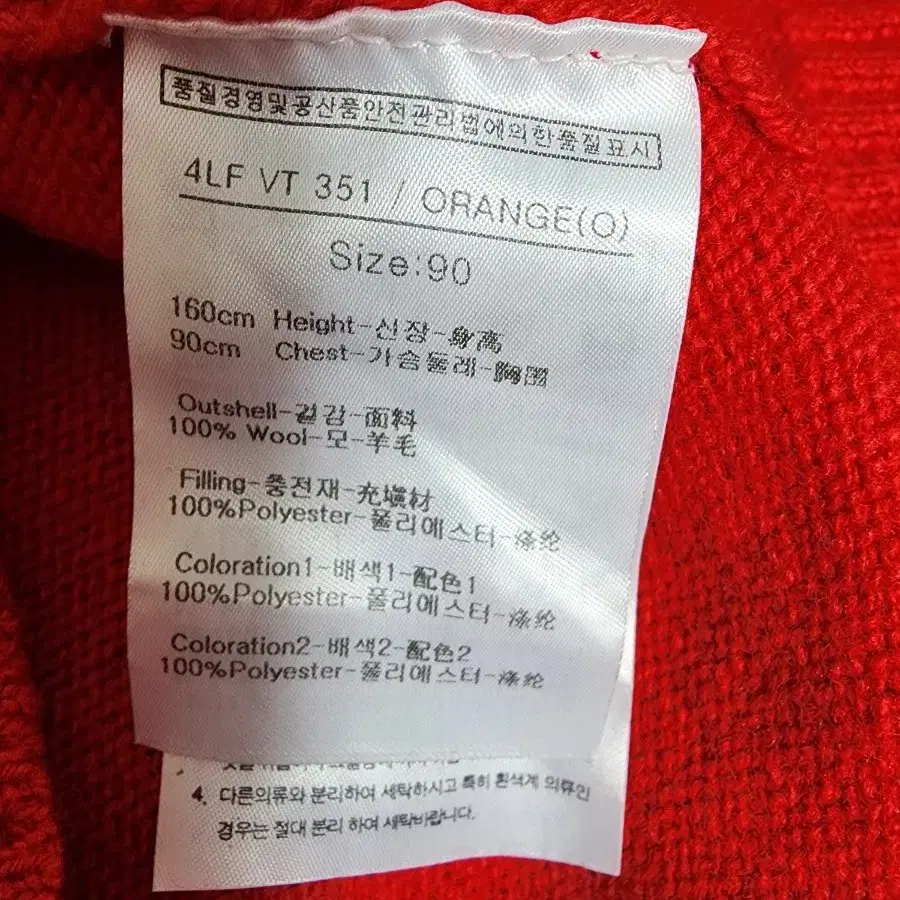 품질경영및공산품안전관리법에의한품질표시
4LF VT 351 / ORANGE(O)
Size:90
160cm Height-신장-身高
90cm Chest-가슴둘레-胸围
Outshell-겉감-面料
100% Wool-모-羊毛
Filling-충전재-充填材
100%Polyester-폴리에스터-涤纶
Coloration1-배색1-配色1
100%Polyester-폴리에스터-涤纶
Coloration2-배색2-配色2
100%Polyester-폴리에스터-涤纶
4. 다른의류와 분리하여 세탁하시고 특히 흰색계 의류인
경우는 절대 분리 하여 세탁바랍니다.